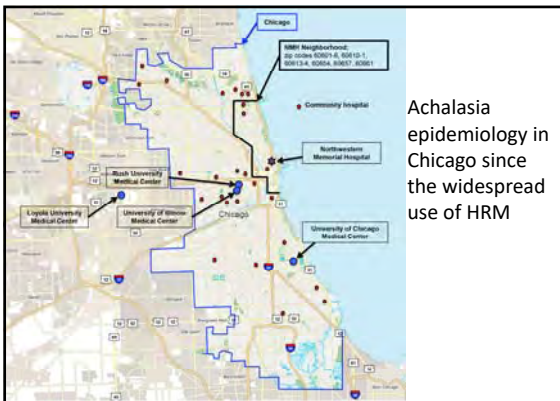 Chicago
NMH Neighborhood:
zip codes 60601-6, 60610-1,
60613-4, 60654, 60657, 60661
Community hospital
Northwestern
Memorial Hospital
Rush University
Medical Center
Loyola University
Medical Center
University of Illinois
Medical Center
Chicago
University of Chicago
Medical Center
Achalasia
epidemiology in
Chicago since
the widespread
use of HRM